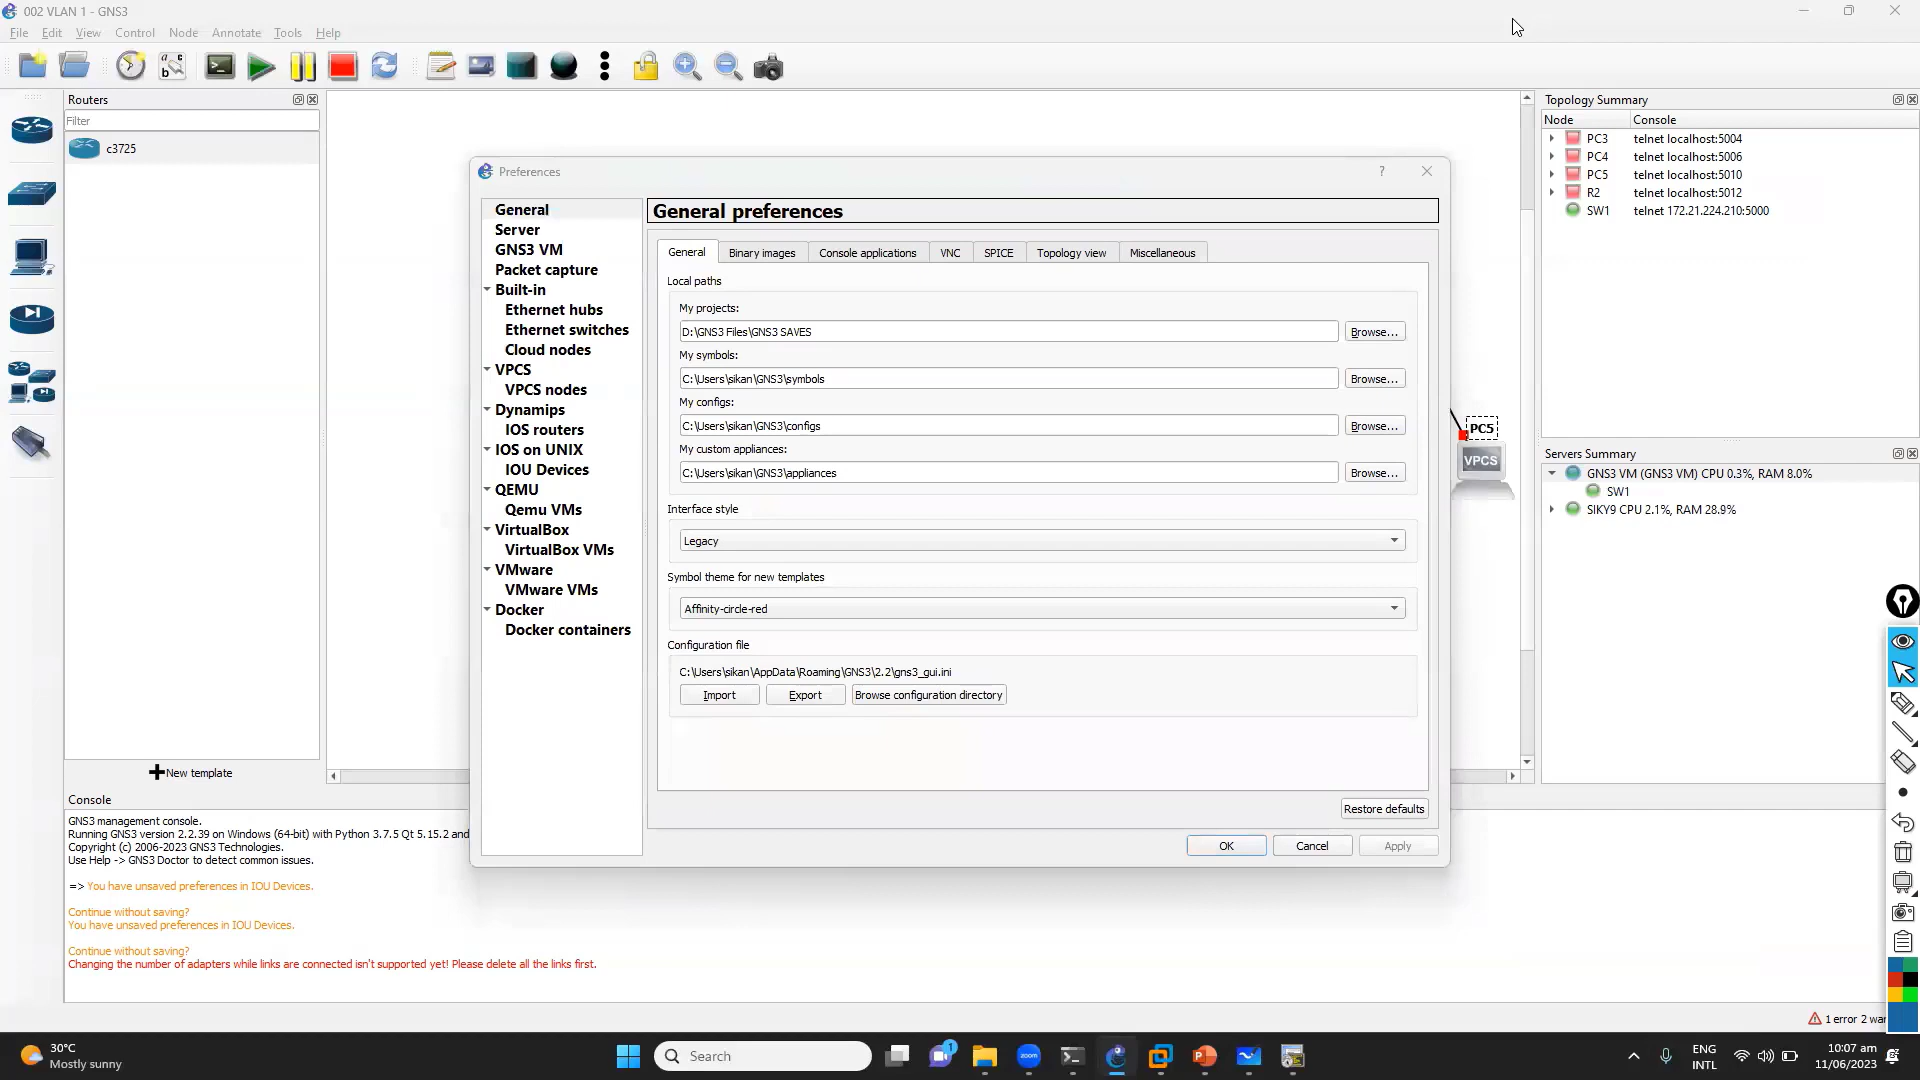 002 VLAN 1 - GNS3
File Edit View Control Node Annotate Tools Help
Routers
Filter
c3725
New template
Preferences
General
Server
GNS3 VM
Packet capture
Built-in
Ethernet hubs
Ethernet switches
Cloud nodes
VPCS
VPCS nodes
Dynamips
IOS routers
IOS on UNIX
IOU Devices
QEMU
Qemu VMs
VirtualBox
VirtualBox VMs
VMware
VMware VMs
Docker
Docker containers
General preferences
General Binary images Console applications VNC SPICE Topology view Miscellaneous
Local paths
My projects:
D:\GNS3 Files\GNS3 SAVES Browse...
My symbols:
C:\Users\sikan\GNS3\symbols Browse...
My configs:
C:\Users\sikan\GNS3\configs Browse...
My custom appliances:
C:\Users\sikan\GNS3\appliances Browse...
Interface style
Legacy
Symbol theme for new templates
Affinity-circle-red
Configuration file
C:\Users\sikan\AppData\Roaming\GNS3\2.2\gns3_gui.ini
Import Export Browse configuration directory
Restore defaults
OK Cancel Apply
PC5
VPCS
Topology Summary
Node Console
PC3 telnet localhost:5004
PC4 telnet localhost:5006
PC5 telnet localhost:5010
R2 telnet localhost:5012
SW1 telnet 172.21.224.210:5000
Servers Summary
GNS3 VM (GNS3 VM) CPU 0.3%, RAM 8.0%
SW1
SIKY9 CPU 2.1%, RAM 28.9%
Console
GNS3 management console.
Running GNS3 version 2.2.39 on Windows (64-bit) with Python 3.7.5 Qt 5.15.2 and
Copyright (c) 2006-2023 GNS3 Technologies.
Use Help -> GNS3 Doctor to detect common issues.
=> You have unsaved preferences in IOU Devices.
Continue without saving?
You have unsaved preferences in IOU Devices.
Continue without saving?
Changing the number of adapters while links are connected isn't supported yet! Please delete all the links first.
1 error 2 war
30°C
Mostly sunny
Search
1
zoom
ENG
INTL
10:07 am
11/06/2023